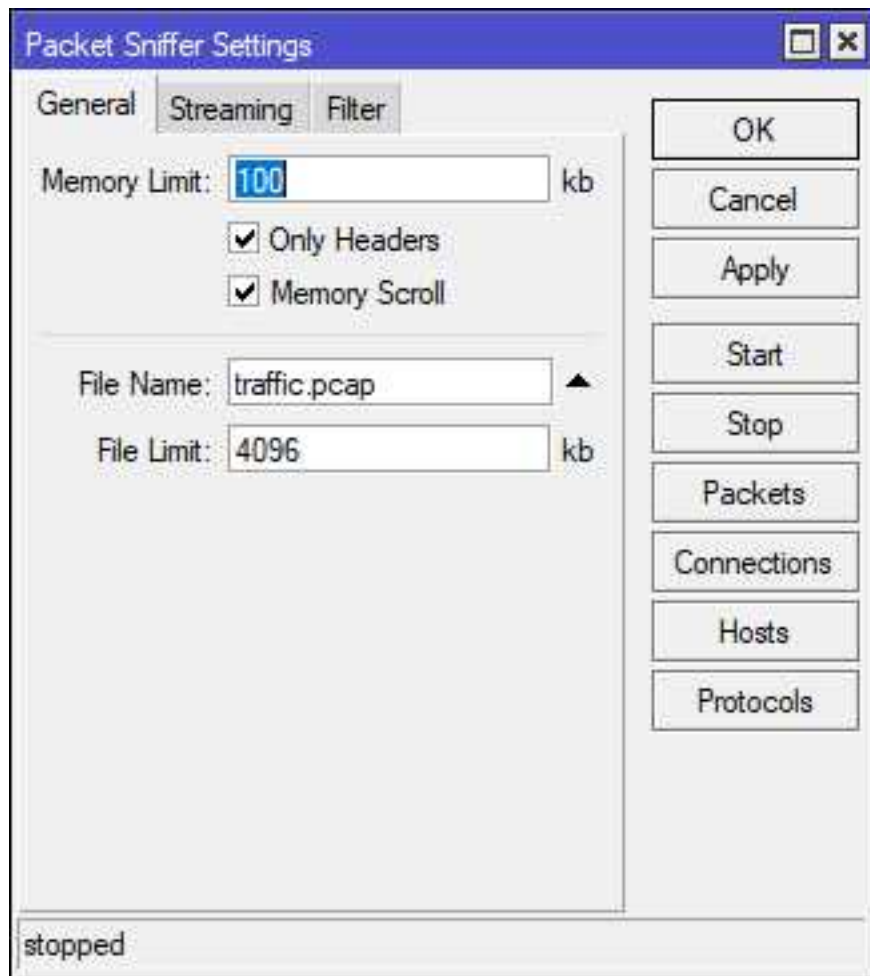 Packet Sniffer Settings
General Streaming Filter
Memory Limit: 100 kb
Only Headers
Memory Scroll
File Name: traffic.pcap
File Limit: 4096 kb
OK
Cancel
Apply
Start
Stop
Packets
Connections
Hosts
Protocols
stopped